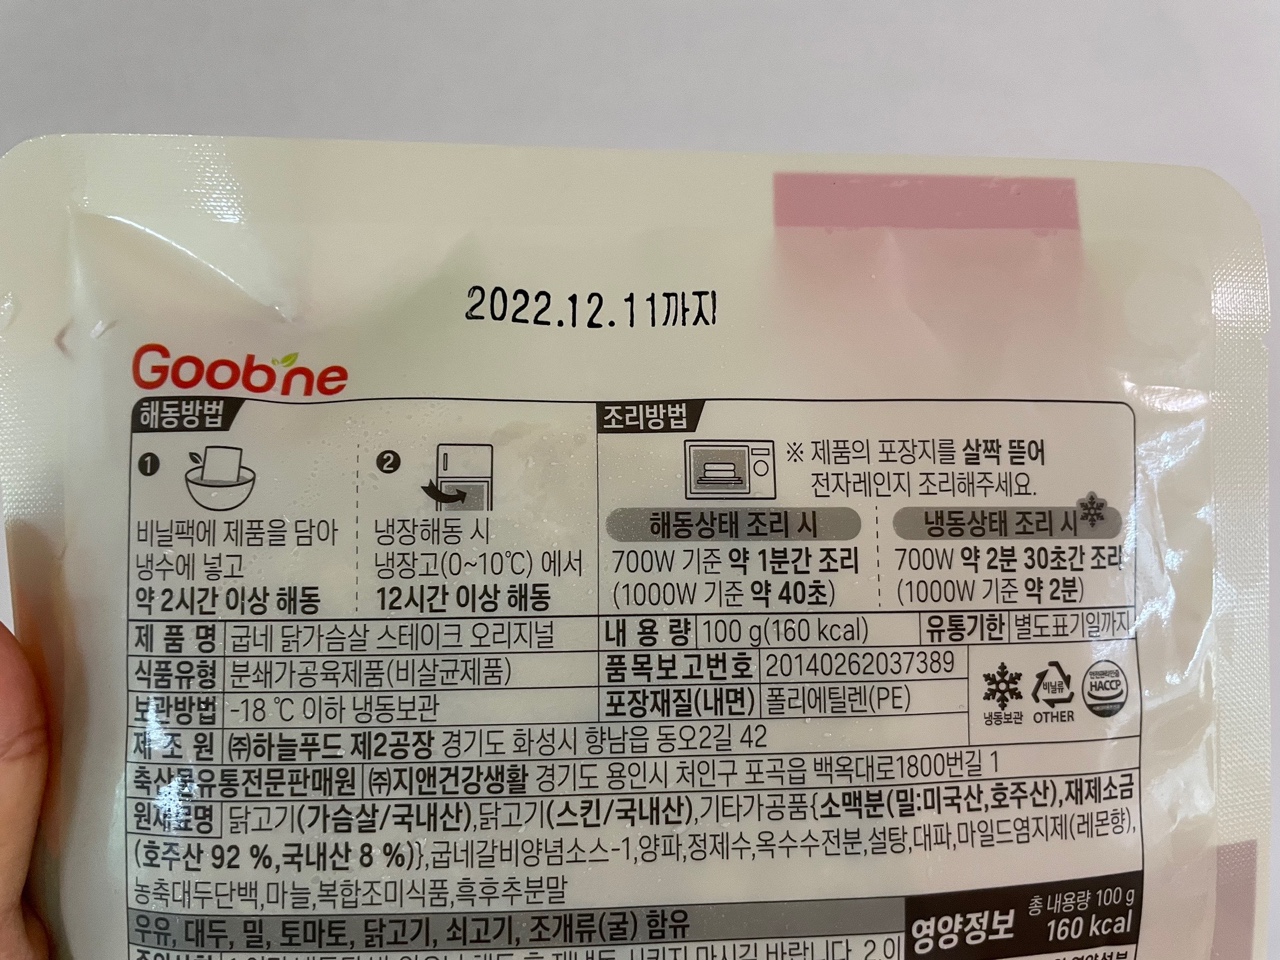 2022.12.11까지
Goobne
해동방법
조리방법
1
2
※ 제품의 포장지를 살짝 뜯어
전자레인지 조리해주세요.
비닐팩에 제품을 담아
냉수에 넣고
약 2시간 이상 해동
냉장해동 시
냉장고(0~10℃) 에서
12시간 이상 해동
해동상태 조리 시
700W 기준 약 1분간 조리
(1000W 기준 약 40초)
냉동상태 조리 시
700W 약 2분 30초간 조리
(1000W 기준 약 2분)
제 품 명 굽네 닭가슴살 스테이크 오리지널
내 용 량 100 g(160 kcal) 유통기한 별도표기일까지
식품유형 분쇄가공육제품(비살균제품)
품목보고번호 20140262037389
보관방법 -18 ℃ 이하 냉동보관
포장재질(내면) 폴리에틸렌(PE)
냉동보관
비닐류
OTHER
HACCP
제 조 원 ㈜하늘푸드 제2공장 경기도 화성시 향남읍 동오2길 42
축산물유통전문판매원 ㈜지앤건강생활 경기도 용인시 처인구 포곡읍 백옥대로1800번길 1
원재료명 닭고기(가슴살/국내산),닭고기(스킨/국내산),기타가공품{소맥분(밀:미국산,호주산),재제소금
(호주산 92 %,국내산 8 %)},굽네갈비양념소스-1,양파,정제수,옥수수전분,설탕,대파,마일드염지제(레몬향),
농축대두단백,마늘,복합조미식품,흑후추분말
우유, 대두, 밀, 토마토, 닭고기, 쇠고기, 조개류(굴) 함유
영양정보
총 내용량 100 g
160 kcal